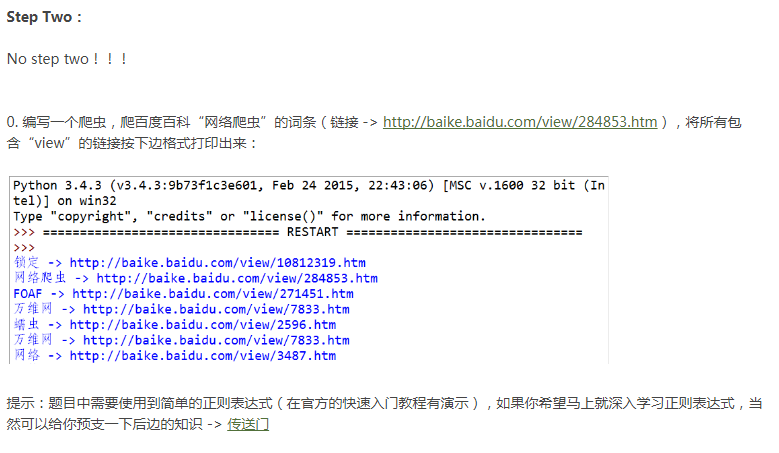 Step Two：
No step two！！！
0. 编写一个爬虫，爬百度百科“网络爬虫”的词条（链接 -> http://baike.baidu.com/view/284853.htm），将所有包
含“view”的链接按下边格式打印出来：
Python 3.4.3 (v3.4.3:9b73f1c3e601, Feb 24 2015, 22:43:06) [MSC v.1600 32 bit (In
tel)] on win32
Type "copyright", "credits" or "license()" for more information.
>>> ================================ RESTART ================================
>>>
锁定 -> http://baike.baidu.com/view/10812319.htm
网络爬虫 -> http://baike.baidu.com/view/284853.htm
FOAF -> http://baike.baidu.com/view/271451.htm
万维网 -> http://baike.baidu.com/view/7833.htm
蠕虫 -> http://baike.baidu.com/view/2596.htm
万维网 -> http://baike.baidu.com/view/7833.htm
网络 -> http://baike.baidu.com/view/3487.htm
提示：题目中需要使用到简单的正则表达式（在官方的快速入门教程有演示），如果你希望马上就深入学习正则表达式，当
然可以给你预支一下后边的知识 -> 传送门